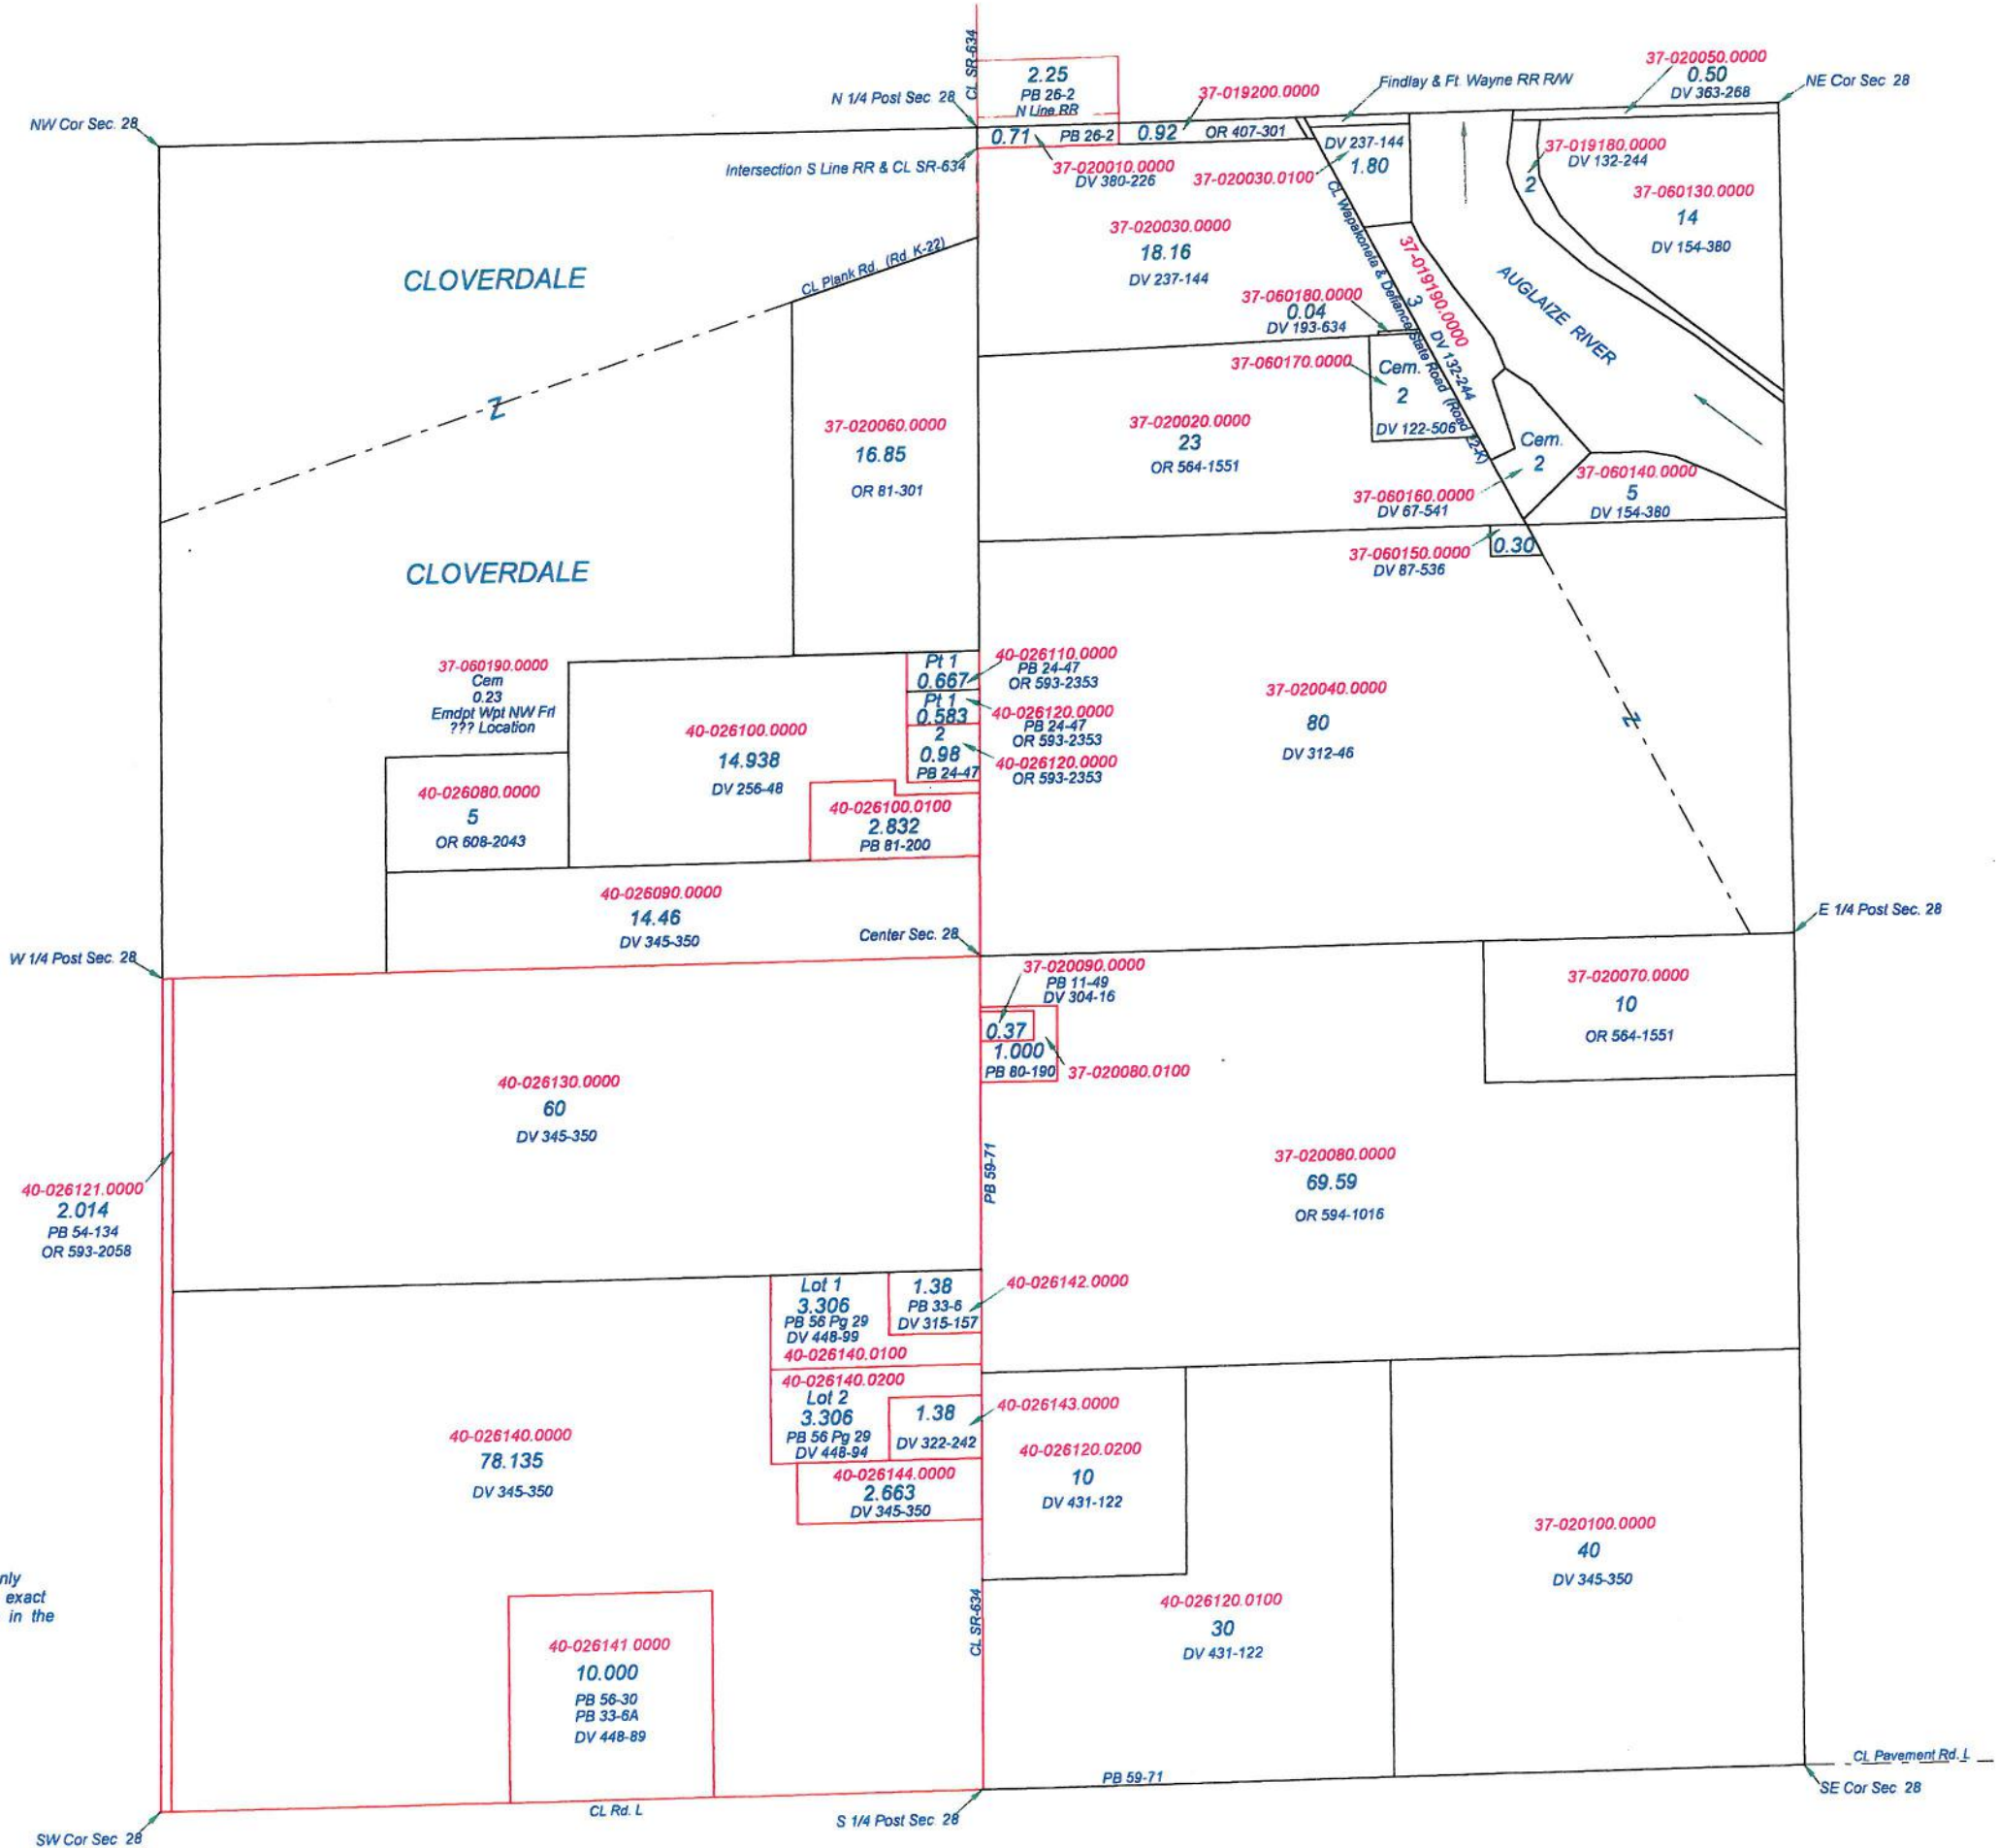 CL SR-634
2.25
PB 26-2
N Line RR
N 1/4 Post Sec 28
37-019200.0000
Findlay & Ft. Wayne RR R/W
37-020050.0000
0.50
DV 363-268
NE Cor Sec 28
NW Cor Sec. 28
0.71
PB 26-2
0.92
OR 407-301
Intersection S Line RR & CL SR-634
37-020010.0000
DV 380-226
37-020030.0100
DV 237-144
1.80
37-019180.0000
DV 132-244
2
37-060130.0000
14
DV 154-380
37-020030.0000
18.16
DV 237-144
CL Wapakoneta & Defiance State Road (Road 22-K)
37-019190.0000
3
DV 132-244
AUGLAIZE RIVER
CLOVERDALE
CL Plank Rd. (Rd. K-22)
37-060180.0000
0.04
DV 193-634
37-060170.0000
Cem.
2
DV 122-506
Z
37-020060.0000
16.85
OR 81-301
37-020020.0000
23
OR 564-1551
Cem.
2
37-060160.0000
DV 67-541
37-060140.0000
5
DV 154-380
37-060150.0000
DV 87-536
0.30
CLOVERDALE
37-060190.0000
Cem
0.23
Emdpt Wpt NW Frl
??? Location
Pt 1
0.667
40-026110.0000
PB 24-47
OR 593-2353
Pt 1
0.583
40-026120.0000
PB 24-47
OR 593-2353
2
0.98
PB 24-47
40-026120.0000
OR 593-2353
40-026100.0000
14.938
DV 256-48
37-020040.0000
80
DV 312-46
Z
40-026080.0000
5
OR 608-2043
40-026100.0100
2.832
PB 81-200
40-026090.0000
14.46
DV 345-350
Center Sec. 28
E 1/4 Post Sec. 28
W 1/4 Post Sec. 28
37-020090.0000
PB 11-49
DV 304-16
0.37
1.000
PB 80-190
37-020080.0100
37-020070.0000
10
OR 564-1551
40-026130.0000
60
DV 345-350
PB 59-71
37-020080.0000
69.59
OR 594-1016
40-026121.0000
2.014
PB 54-134
OR 593-2058
Lot 1
3.306
PB 56 Pg 29
DV 448-99
40-026140.0100
1.38
PB 33-6
DV 315-157
40-026142.0000
40-026140.0200
Lot 2
3.306
PB 56 Pg 29
DV 448-94
1.38
DV 322-242
40-026143.0000
40-026144.0000
2.663
DV 345-350
40-026140.0000
78.135
DV 345-350
40-026120.0200
10
DV 431-122
37-020100.0000
40
DV 345-350
nly
exact
in the
CL SR-634
40-026120.0100
30
DV 431-122
40-026141.0000
10.000
PB 56-30
PB 33-6A
DV 448-89
CL Pavement Rd. L
PB 59-71
SE Cor Sec 28
CL Rd. L
S 1/4 Post Sec 28
SW Cor Sec 28